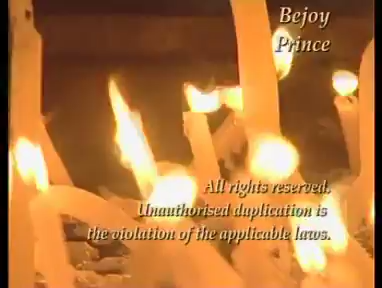 Bejoy
Prince
All rights reserved.
Unauthorised duplication is
the violation of the applicable laws.